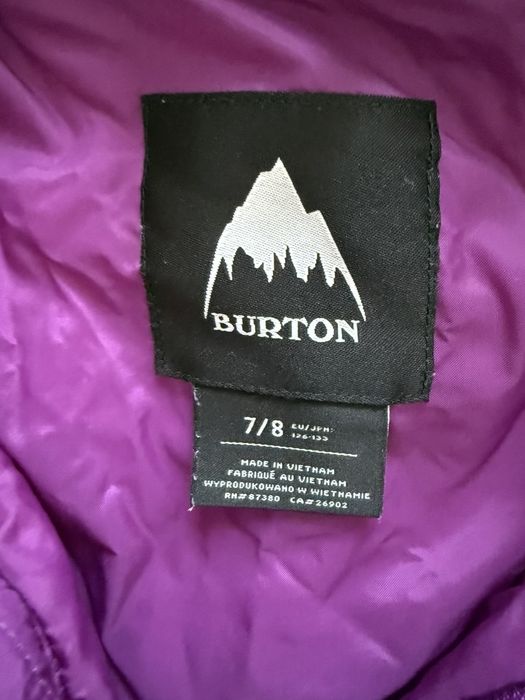 BURTON
7/8 EU/JPN:
126-133
MADE IN VIETNAM
FABRIQUÉ AU VIETNAM
WYPRODUKOWANO W WIETNAMIE
RN#87380 CA#26902